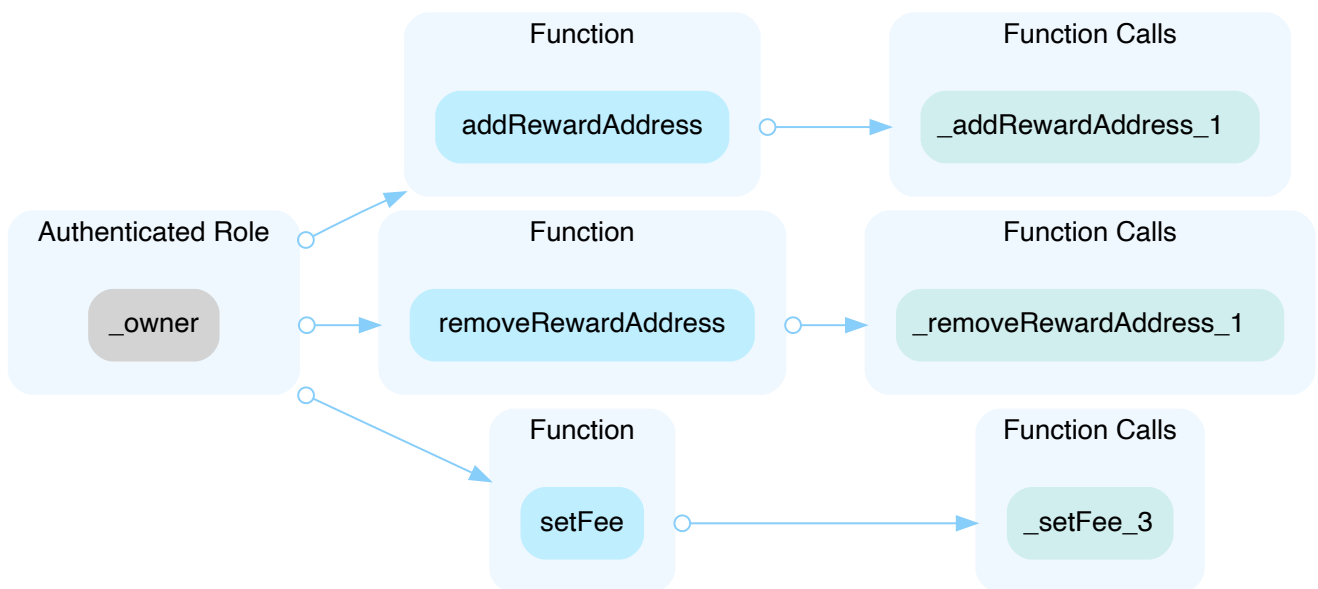 Function
addRewardAddress
Function Calls
_addRewardAddress_1
Authenticated Role
_owner
Function
removeRewardAddress
Function Calls
_removeRewardAddress_1
Function
setFee
Function Calls
_setFee_3